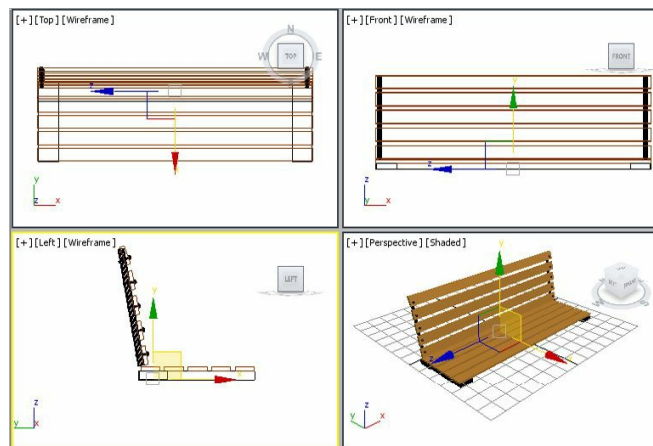 [+] [Top] [Wireframe]
N
W
TOP
E
z
y
x
[+] [Front] [Wireframe]
FRONT
y
z
z
x
[+] [Left] [Wireframe]
LEFT
y
x
z
y
[+] [Perspective] [Shaded]
y
z
x
z
y
x